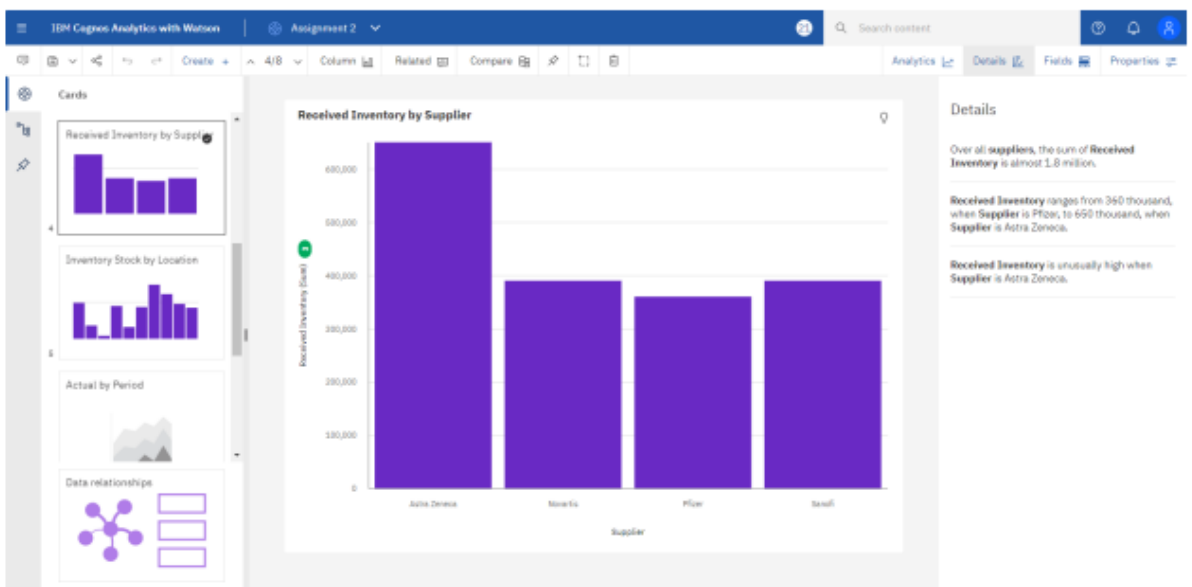 IBM Cognos Analytics with Watson
Assignment 2
21
Search content
Create +
4/8
Column
Related
Compare
Analytics
Details
Fields
Properties
Cards
Received Inventory by Supplier
4
Inventory Stock by Location
5
Actual by Period
Data relationships
Received Inventory by Supplier
600,000
500,000
400,000
300,000
200,000
100,000
0
Received Inventory (Sum)
Astra Zeneca
Novartis
Pfizer
Sanofi
Supplier
Details
Over all suppliers, the sum of Received
Inventory is almost 1.8 million.
Received Inventory ranges from 360 thousand,
when Supplier is Pfizer, to 650 thousand, when
Supplier is Astra Zeneca.
Received Inventory is unusually high when
Supplier is Astra Zeneca.